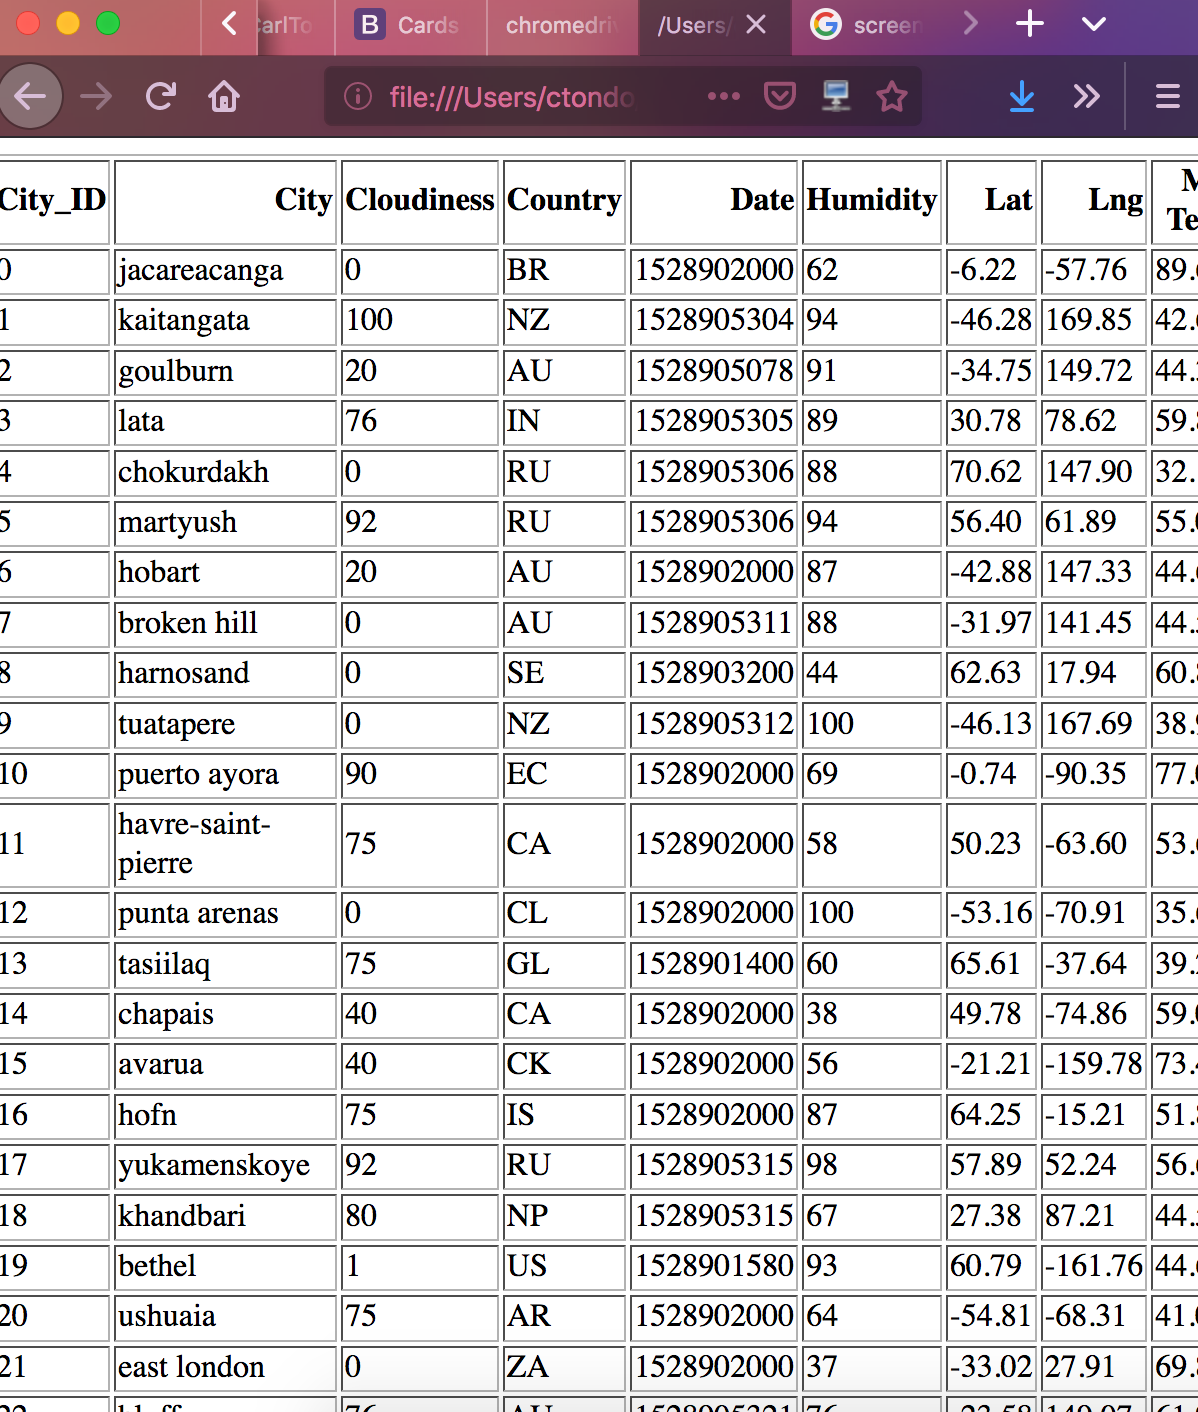 B Cards chromedri /Users/ G screen
file:///Users/ctondo
City_ID City Cloudiness Country Date Humidity Lat Lng
0 jacareacanga 0 BR 1528902000 62 -6.22 -57.76 89.
1 kaitangata 100 NZ 1528905304 94 -46.28 169.85 42.
2 goulburn 20 AU 1528905078 91 -34.75 149.72 44.
3 lata 76 IN 1528905305 89 30.78 78.62 59.
4 chokurdakh 0 RU 1528905306 88 70.62 147.90 32.
5 martyush 92 RU 1528905306 94 56.40 61.89 55.
6 hobart 20 AU 1528902000 87 -42.88 147.33 44.
7 broken hill 0 AU 1528905311 88 -31.97 141.45 44.
8 harnosand 0 SE 1528903200 44 62.63 17.94 60.
9 tuatapere 0 NZ 1528905312 100 -46.13 167.69 38.
10 puerto ayora 90 EC 1528902000 69 -0.74 -90.35 77.
11 havre-saint-
pierre 75 CA 1528902000 58 50.23 -63.60 53.
12 punta arenas 0 CL 1528902000 100 -53.16 -70.91 35.
13 tasiilaq 75 GL 1528901400 60 65.61 -37.64 39.
14 chapais 40 CA 1528902000 38 49.78 -74.86 59.
15 avarua 40 CK 1528902000 56 -21.21 -159.78 73.
16 hofn 75 IS 1528902000 87 64.25 -15.21 51.
17 yukamenskoye 92 RU 1528905315 98 57.89 52.24 56.
18 khandbari 80 NP 1528905315 67 27.38 87.21 44.
19 bethel 1 US 1528901580 93 60.79 -161.76 44.
20 ushuaia 75 AR 1528902000 64 -54.81 -68.31 41.
21 east london 0 ZA 1528902000 37 -33.02 27.91 69.